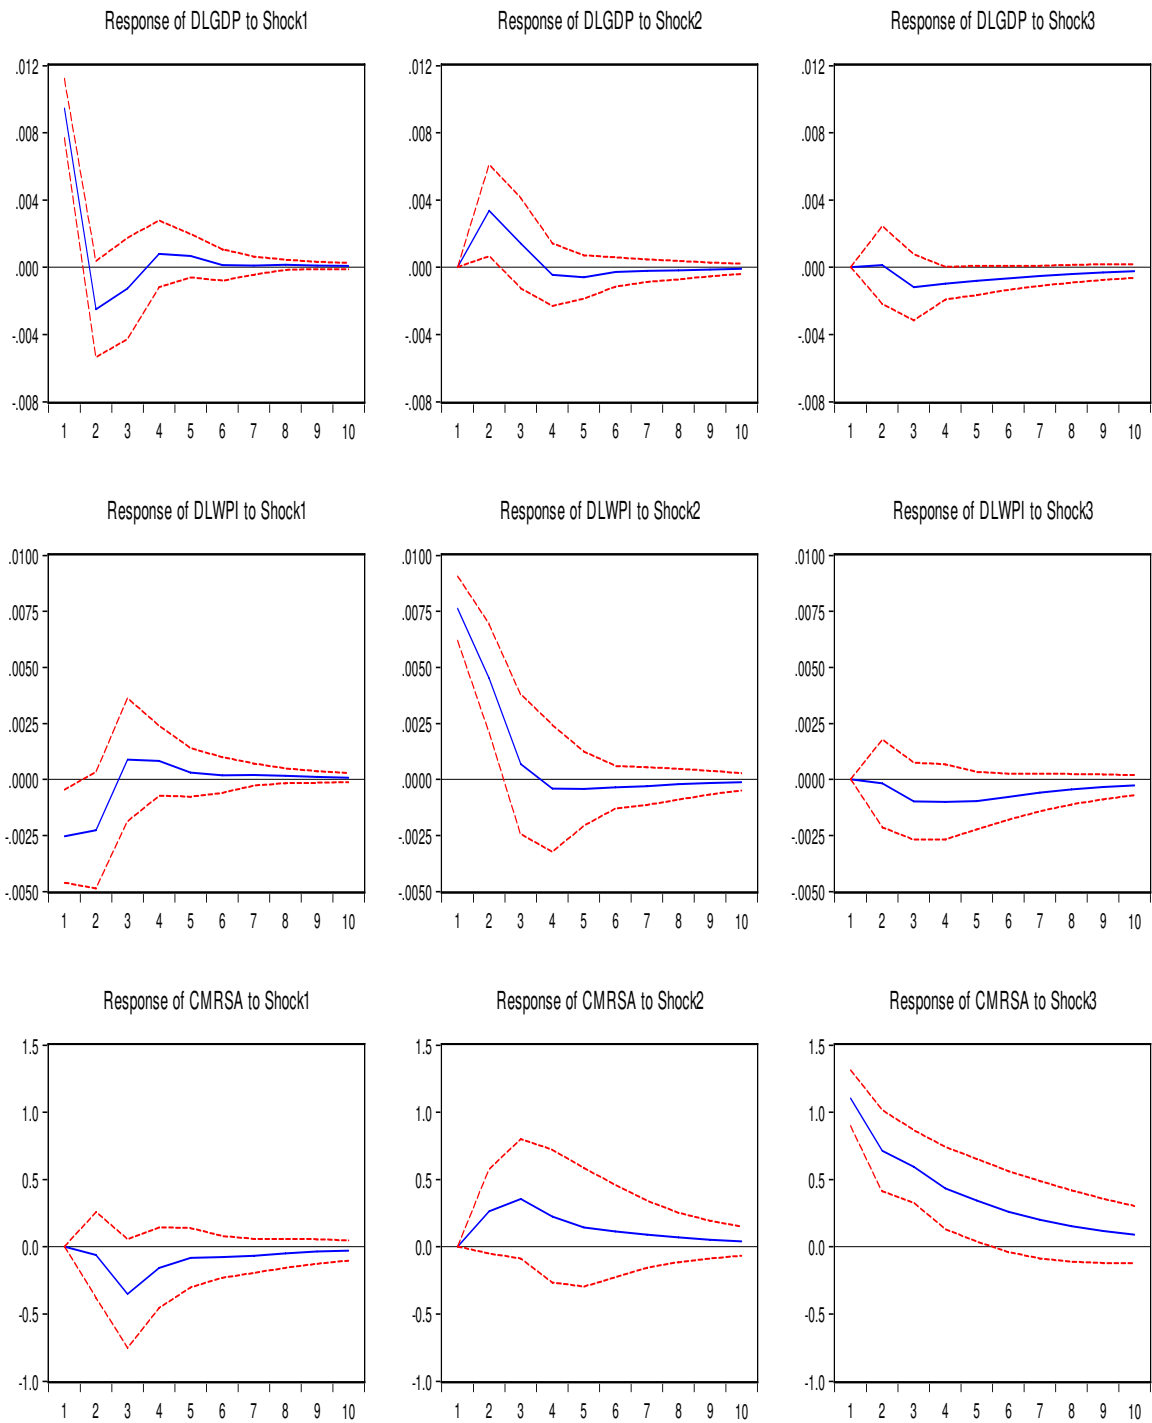 Response of DLGDP to Shock1 Response of DLGDP to Shock2 Response of DLGDP to Shock3
.012 .012 .012
.008 .008 .008
.004 .004 .004
.000 .000 .000
-.004 -.004 -.004
-.008 -.008 -.008
1 2 3 4 5 6 7 8 9 10 1 2 3 4 5 6 7 8 9 10 1 2 3 4 5 6 7 8 9 10
Response of DLWPI to Shock1 Response of DLWPI to Shock2 Response of DLWPI to Shock3
.0100 .0100 .0100
.0075 .0075 .0075
.0050 .0050 .0050
.0025 .0025 .0025
.0000 .0000 .0000
-.0025 -.0025 -.0025
-.0050 -.0050 -.0050
1 2 3 4 5 6 7 8 9 10 1 2 3 4 5 6 7 8 9 10 1 2 3 4 5 6 7 8 9 10
Response of CMRSA to Shock1 Response of CMRSA to Shock2 Response of CMRSA to Shock3
1.5 1.5 1.5
1.0 1.0 1.0
0.5 0.5 0.5
0.0 0.0 0.0
-0.5 -0.5 -0.5
-1.0 -1.0 -1.0
1 2 3 4 5 6 7 8 9 10 1 2 3 4 5 6 7 8 9 10 1 2 3 4 5 6 7 8 9 10